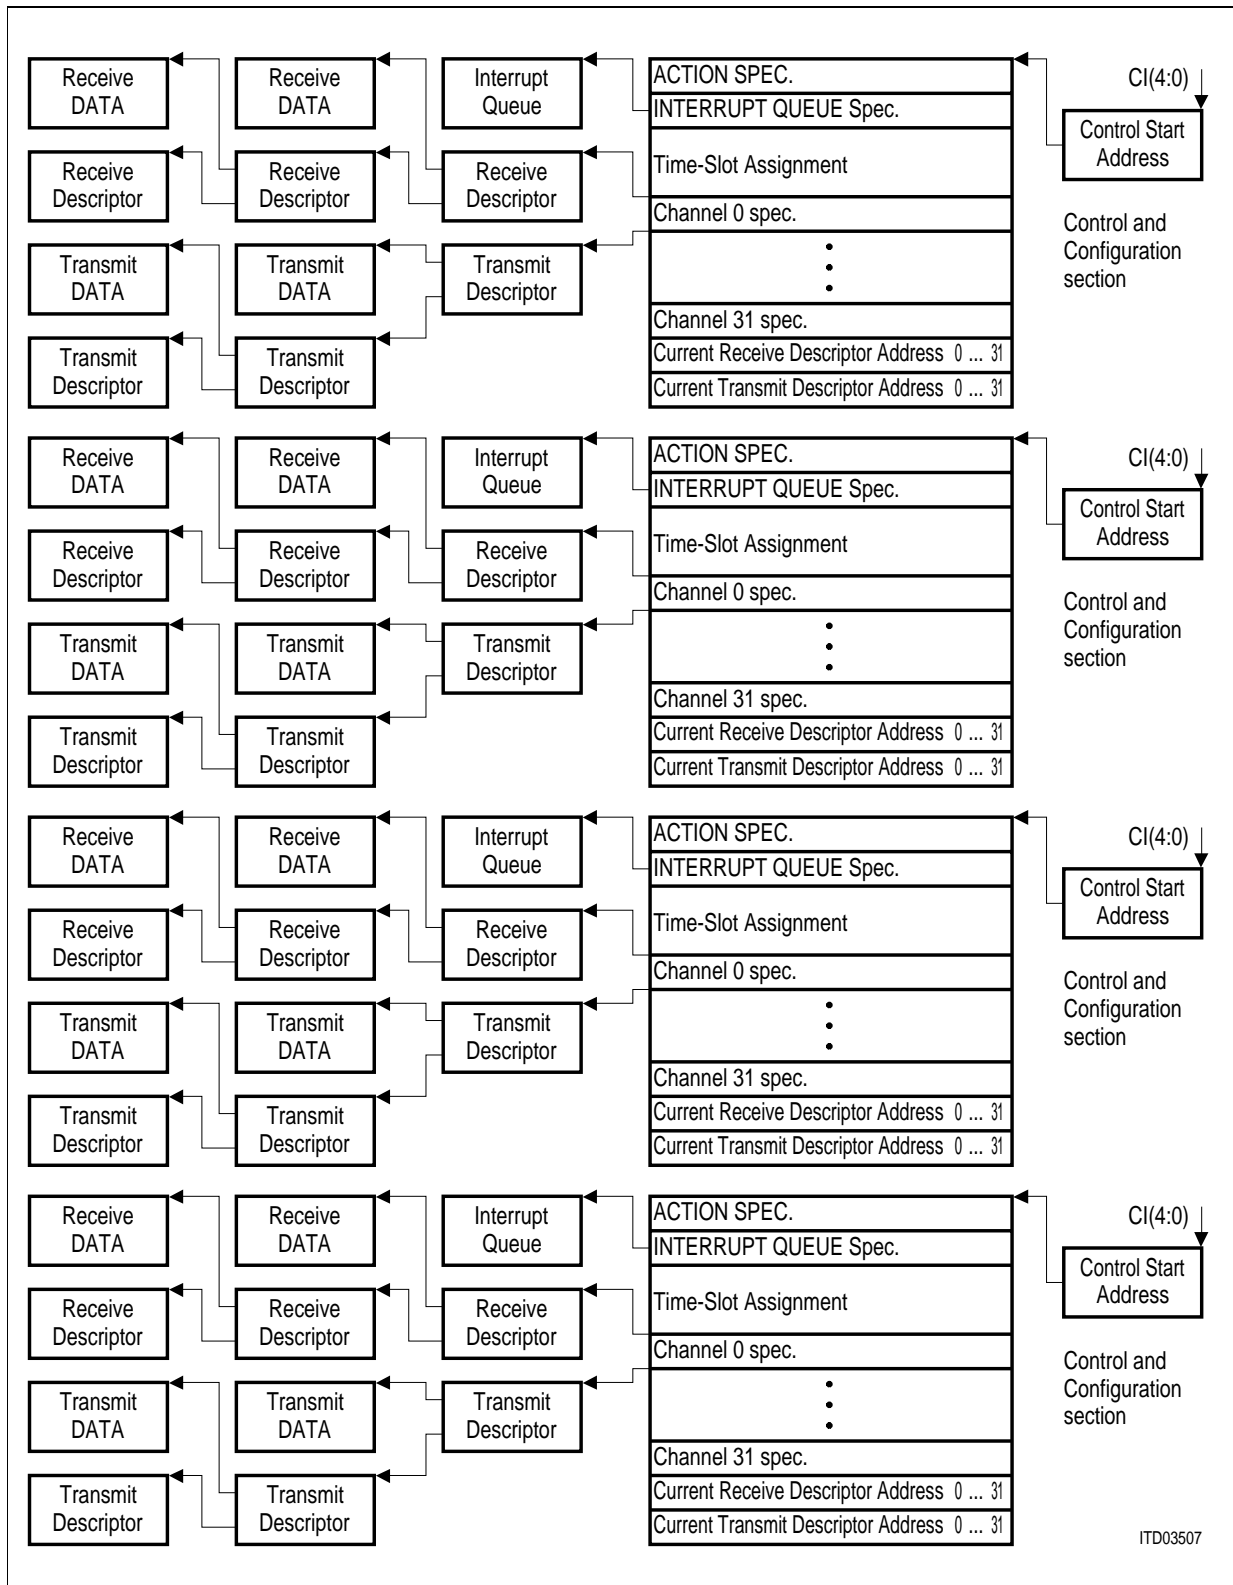 Receive
DATA
Receive
DATA
Interrupt
Queue
ACTION SPEC.
INTERRUPT QUEUE Spec.
CI(4:0)
Control Start
Address
Receive
Descriptor
Receive
Descriptor
Receive
Descriptor
Time-Slot Assignment
Channel 0 spec.
Control and
Configuration
section
Transmit
DATA
Transmit
DATA
Transmit
Descriptor
Channel 31 spec.
Transmit
Descriptor
Transmit
Descriptor
Current Receive Descriptor Address 0 ... 31
Current Transmit Descriptor Address 0 ... 31
Receive
DATA
Receive
DATA
Interrupt
Queue
ACTION SPEC.
INTERRUPT QUEUE Spec.
CI(4:0)
Control Start
Address
Receive
Descriptor
Receive
Descriptor
Receive
Descriptor
Time-Slot Assignment
Channel 0 spec.
Control and
Configuration
section
Transmit
DATA
Transmit
DATA
Transmit
Descriptor
Channel 31 spec.
Transmit
Descriptor
Transmit
Descriptor
Current Receive Descriptor Address 0 ... 31
Current Transmit Descriptor Address 0 ... 31
Receive
DATA
Receive
DATA
Interrupt
Queue
ACTION SPEC.
INTERRUPT QUEUE Spec.
CI(4:0)
Control Start
Address
Receive
Descriptor
Receive
Descriptor
Receive
Descriptor
Time-Slot Assignment
Channel 0 spec.
Control and
Configuration
section
Transmit
DATA
Transmit
DATA
Transmit
Descriptor
Channel 31 spec.
Transmit
Descriptor
Transmit
Descriptor
Current Receive Descriptor Address 0 ... 31
Current Transmit Descriptor Address 0 ... 31
Receive
DATA
Receive
DATA
Interrupt
Queue
ACTION SPEC.
INTERRUPT QUEUE Spec.
CI(4:0)
Control Start
Address
Receive
Descriptor
Receive
Descriptor
Receive
Descriptor
Time-Slot Assignment
Channel 0 spec.
Control and
Configuration
section
Transmit
DATA
Transmit
DATA
Transmit
Descriptor
Channel 31 spec.
Transmit
Descriptor
Transmit
Descriptor
Current Receive Descriptor Address 0 ... 31
Current Transmit Descriptor Address 0 ... 31
ITD03507